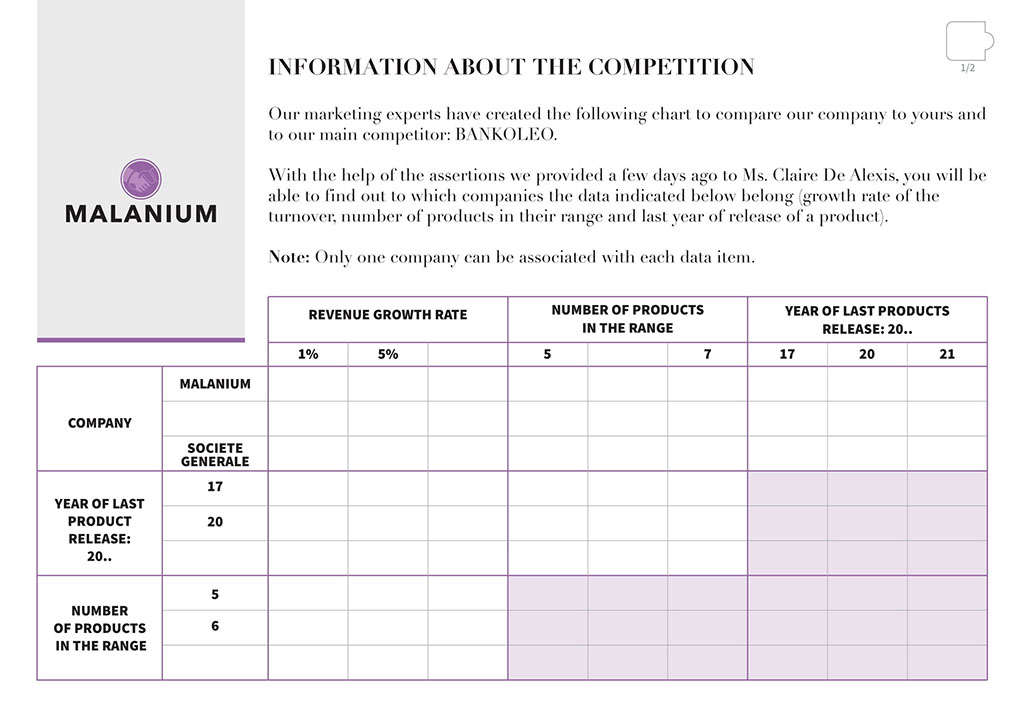 1/2
INFORMATION ABOUT THE COMPETITION
Our marketing experts have created the following chart to compare our company to yours and
to our main competitor: BANKOLEO.
With the help of the assertions we provided a few days ago to Ms. Claire De Alexis, you will be
able to find out to which companies the data indicated below belong (growth rate of the
turnover, number of products in their range and last year of release of a product).
Note: Only one company can be associated with each data item.
MALANIUM
REVENUE GROWTH RATE
NUMBER OF PRODUCTS
IN THE RANGE
YEAR OF LAST PRODUCTS
RELEASE: 20..
1% 5% 5 7 17 20 21
COMPANY
MALANIUM
SOCIETE
GENERALE
YEAR OF LAST
PRODUCT
RELEASE:
20..
17
20
NUMBER
OF PRODUCTS
IN THE RANGE
5
6